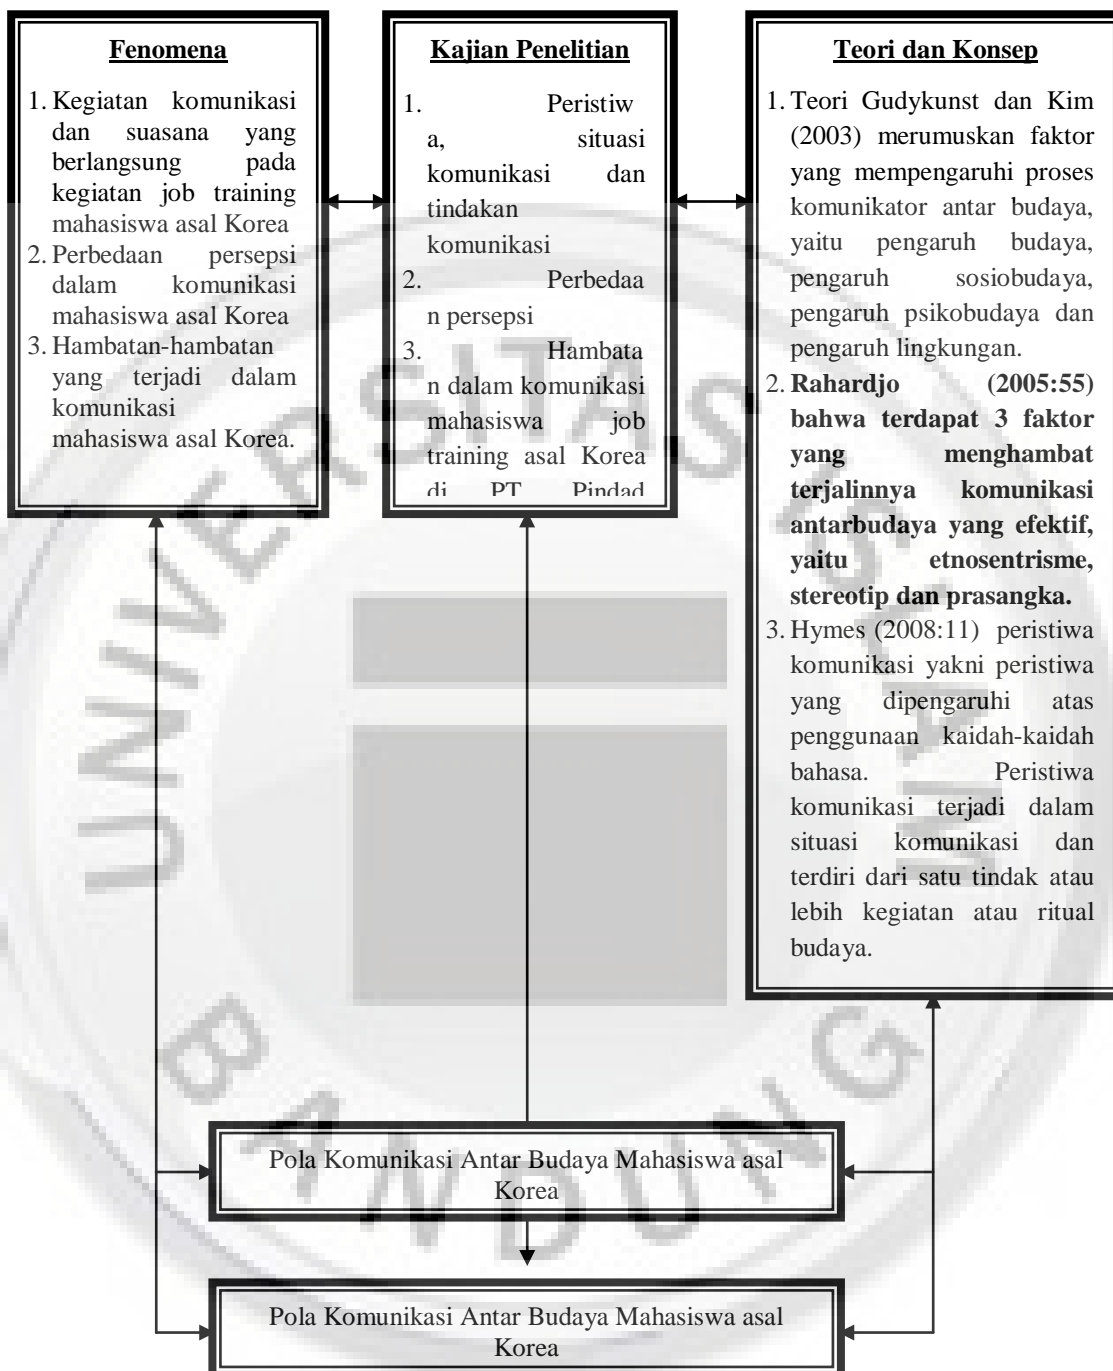 Fenomena
1. Kegiatan komunikasi
dan suasana yang
berlangsung pada
kegiatan job training
mahasiswa asal Korea
2. Perbedaan persepsi
dalam komunikasi
mahasiswa asal Korea
3. Hambatan-hambatan
yang terjadi dalam
komunikasi
mahasiswa asal Korea.
Kajian Penelitian
1. Peristiw
a, situasi
komunikasi dan
tindakan
komunikasi
2. Perbedaa
n persepsi
3. Hambata
n dalam komunikasi
mahasiswa job
training asal Korea
di PT Pindad
Teori dan Konsep
1. Teori Gudykunst dan Kim
(2003) merumuskan faktor
yang mempengaruhi proses
komunikator antar budaya,
yaitu pengaruh budaya,
pengaruh sosiobudaya,
pengaruh psikobudaya dan
pengaruh lingkungan.
2. Rahardjo (2005:55)
bahwa terdapat 3 faktor
yang menghambat
terjalinnya komunikasi
antarbudaya yang efektif,
yaitu etnosentrisme,
stereotip dan prasangka.
3. Hymes (2008:11) peristiwa
komunikasi yakni peristiwa
yang dipengaruhi atas
penggunaan kaidah-kaidah
bahasa. Peristiwa
komunikasi terjadi dalam
situasi komunikasi dan
terdiri dari satu tindak atau
lebih kegiatan atau ritual
budaya.
Pola Komunikasi Antar Budaya Mahasiswa asal
Korea
Pola Komunikasi Antar Budaya Mahasiswa asal
Korea
UNIVERSITAS ISLAM
BANDUNG